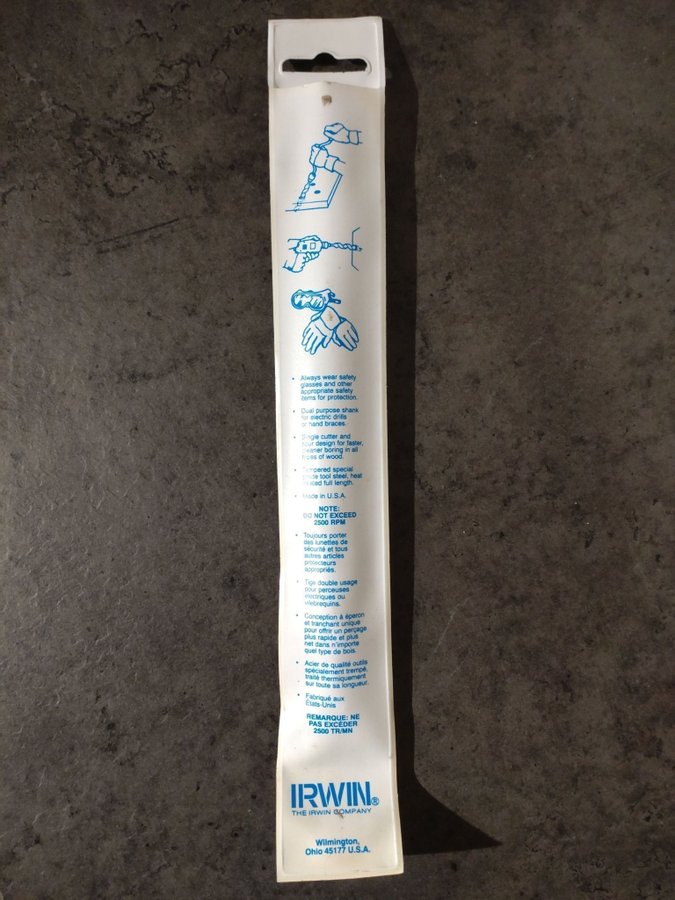 • Always wear safety
glasses and other
appropriate safety
items for protection.
• Dual purpose shank
for electric drills
or hand braces.
• Single cutter and
spur design for faster,
cleaner boring in all
types of wood.
• Tempered special
grade tool steel, heat
treated full length.
• Made in U.S.A.
NOTE:
DO NOT EXCEED
2500 RPM
• Toujours porter
des lunettes de
sécurité et tous
autres articles
protecteurs
appropriés.
• Tige double usage
pour perceuses
électriques ou
vilebrequins.
• Conception à éperon
et tranchant unique
pour offrir un perçage
plus rapide et plus
net dans n'importe
quel type de bois.
• Acier de qualité outils
spécialement trempé,
traité thermiquement
sur toute sa longueur.
• Fabriqué aux
États-Unis
REMARQUE: NE
PAS EXCÉDER
2500 TR/MN
IRWIN®
THE IRWIN COMPANY
Wilmington,
Ohio 45177 U.S.A.